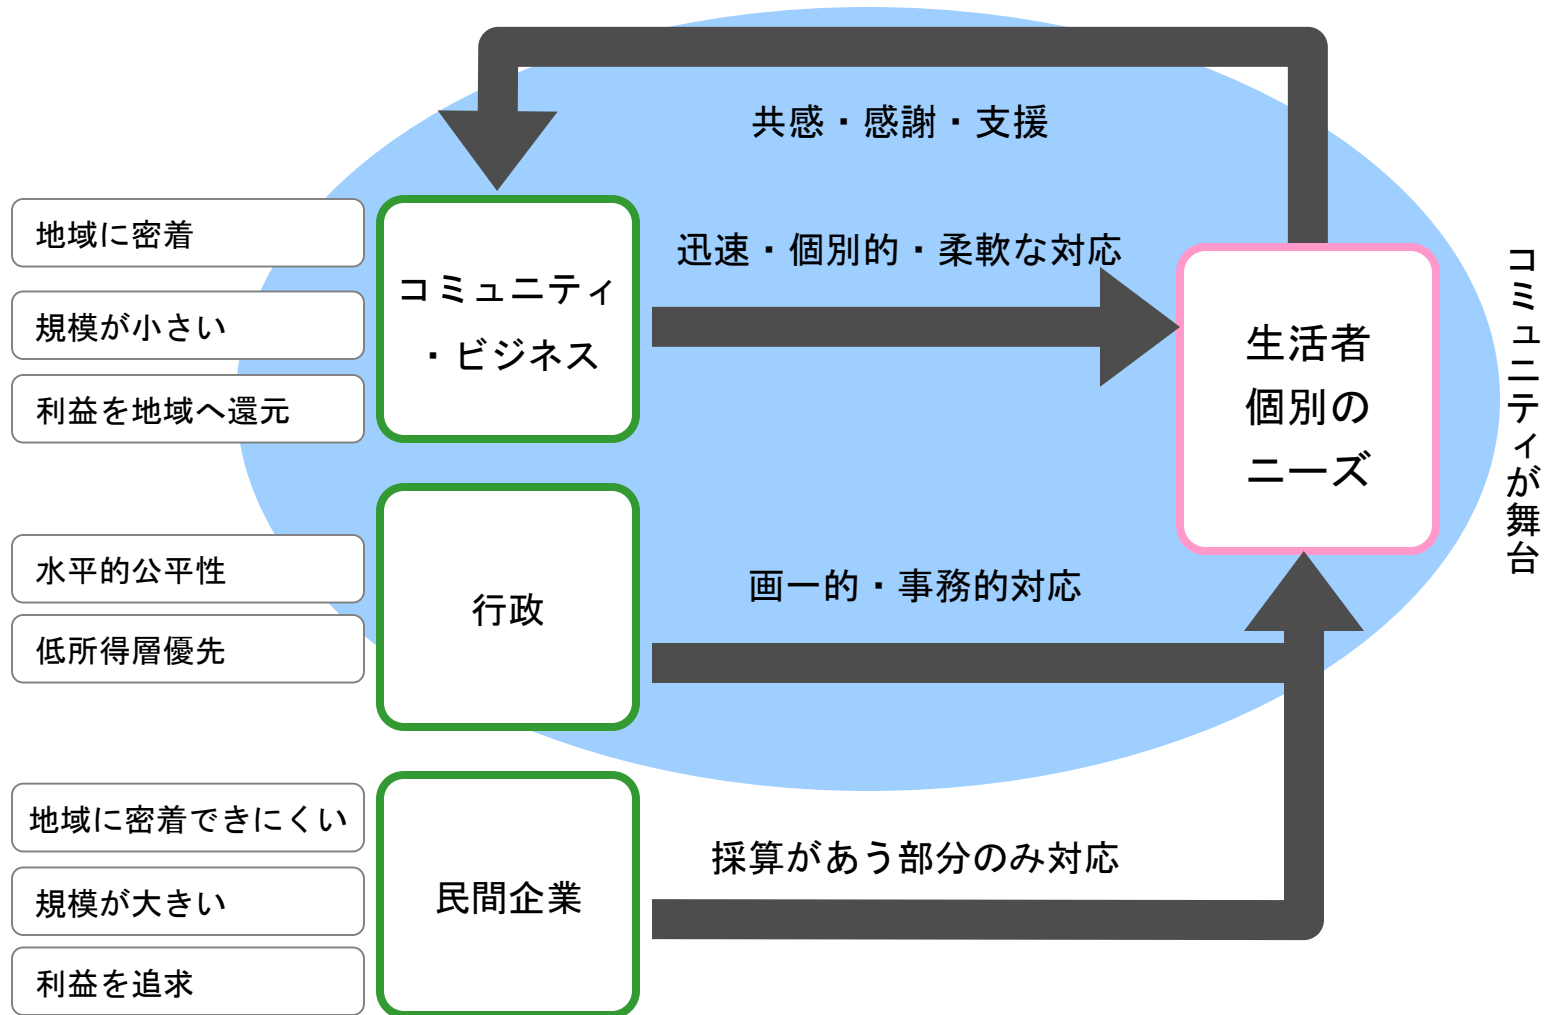 共感・感謝・支援
地域に密着
規模が小さい
利益を地域へ還元
コミュニティ
・ビジネス
迅速・個別的・柔軟な対応
生活者
個別の
ニーズ
コミュニティが舞台
水平的公平性
低所得層優先
行政
画一的・事務的対応
地域に密着できにくい
規模が大きい
利益を追求
民間企業
採算があう部分のみ対応